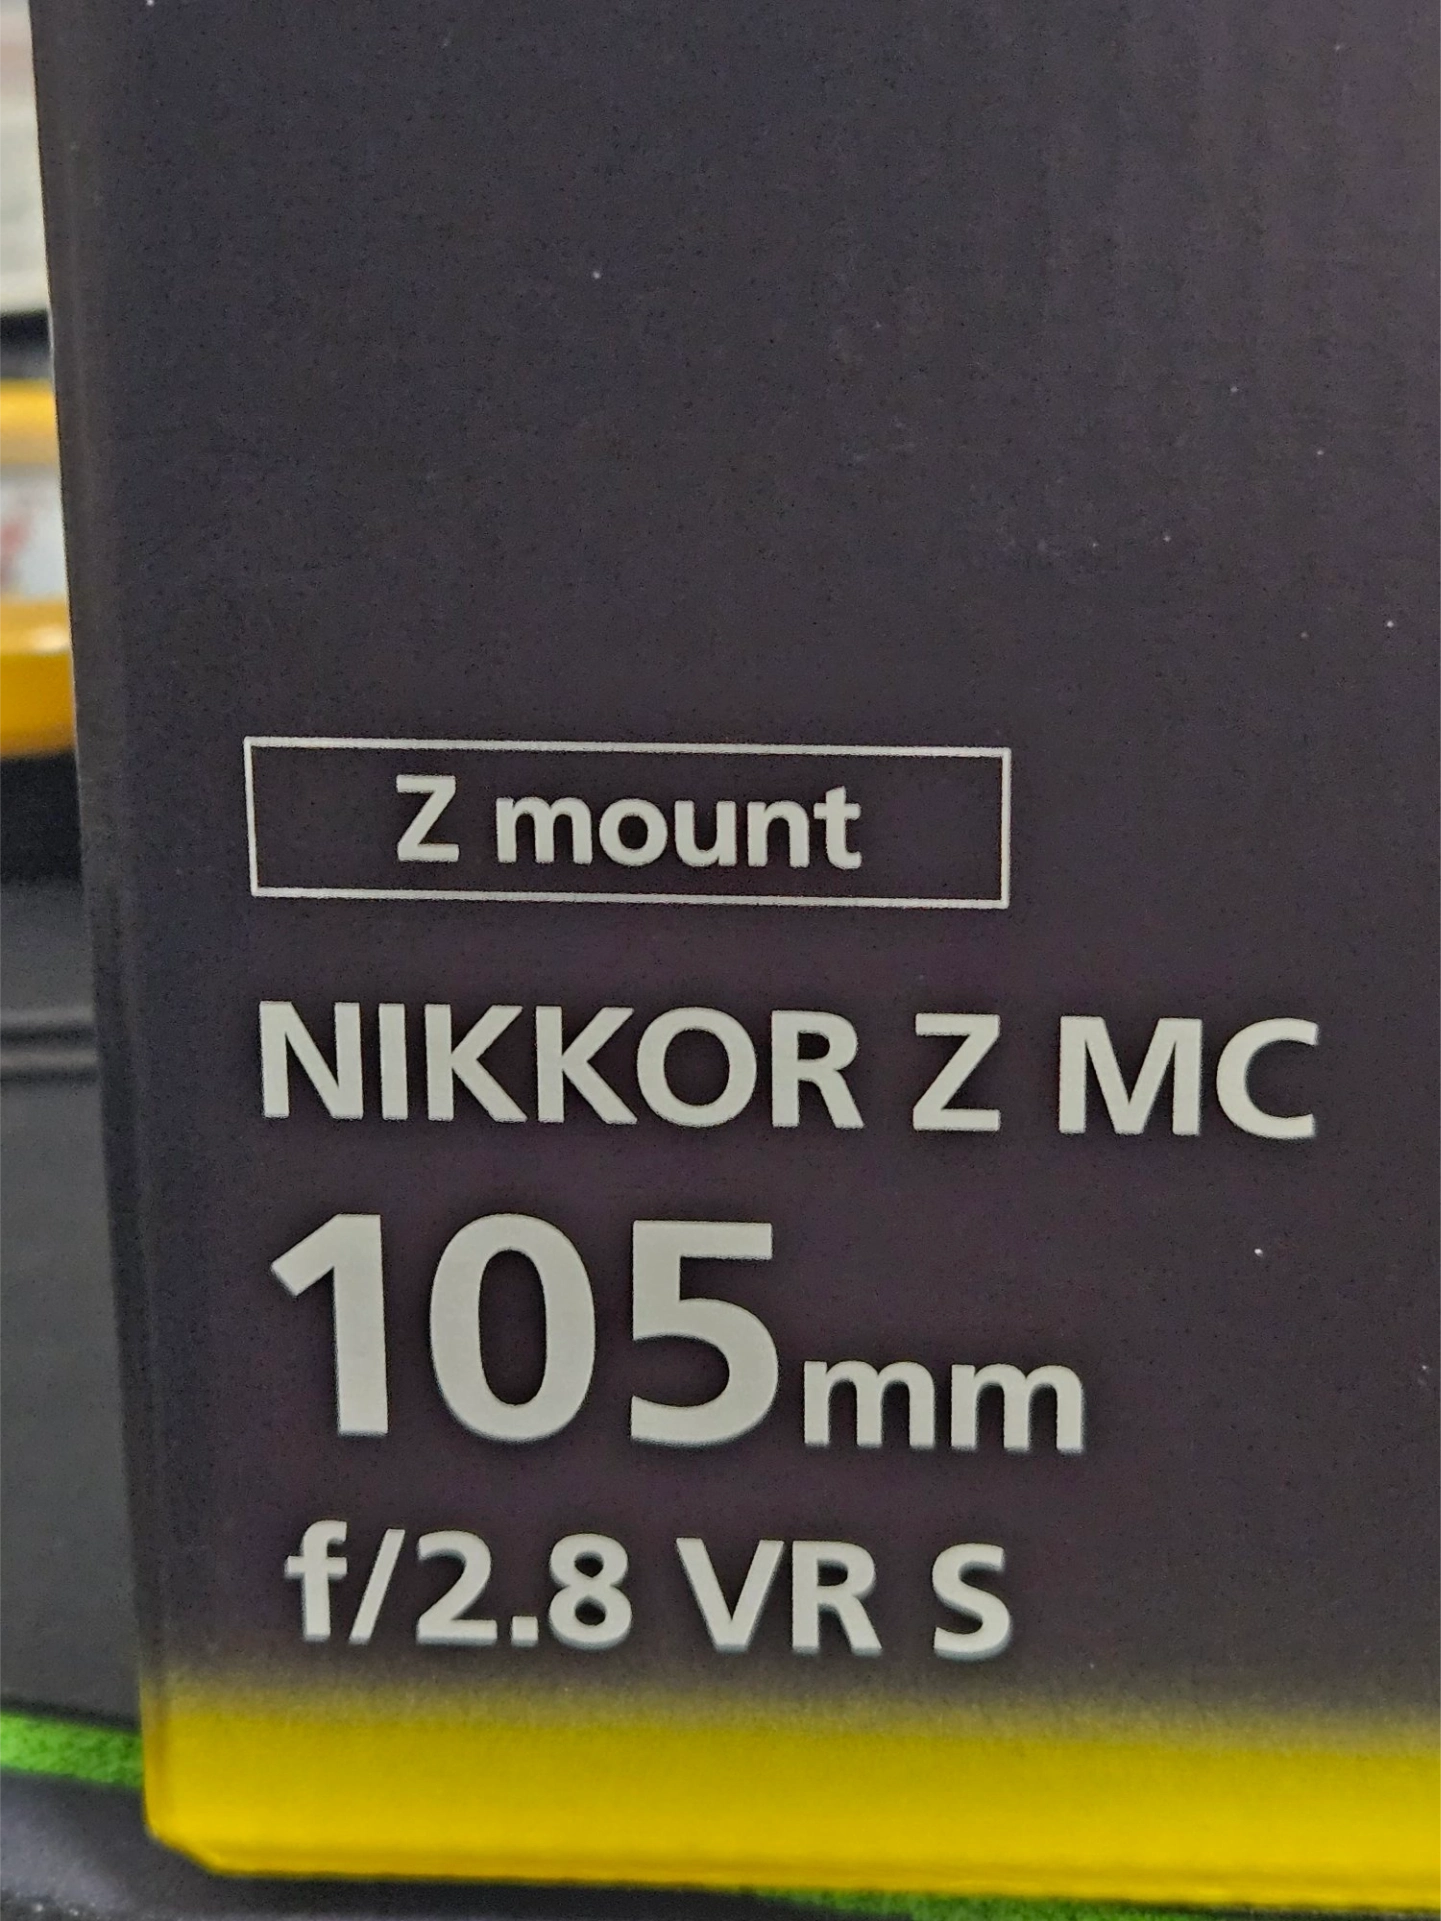 Z mount
NIKKOR Z MC
105mm
f/2.8 VR S